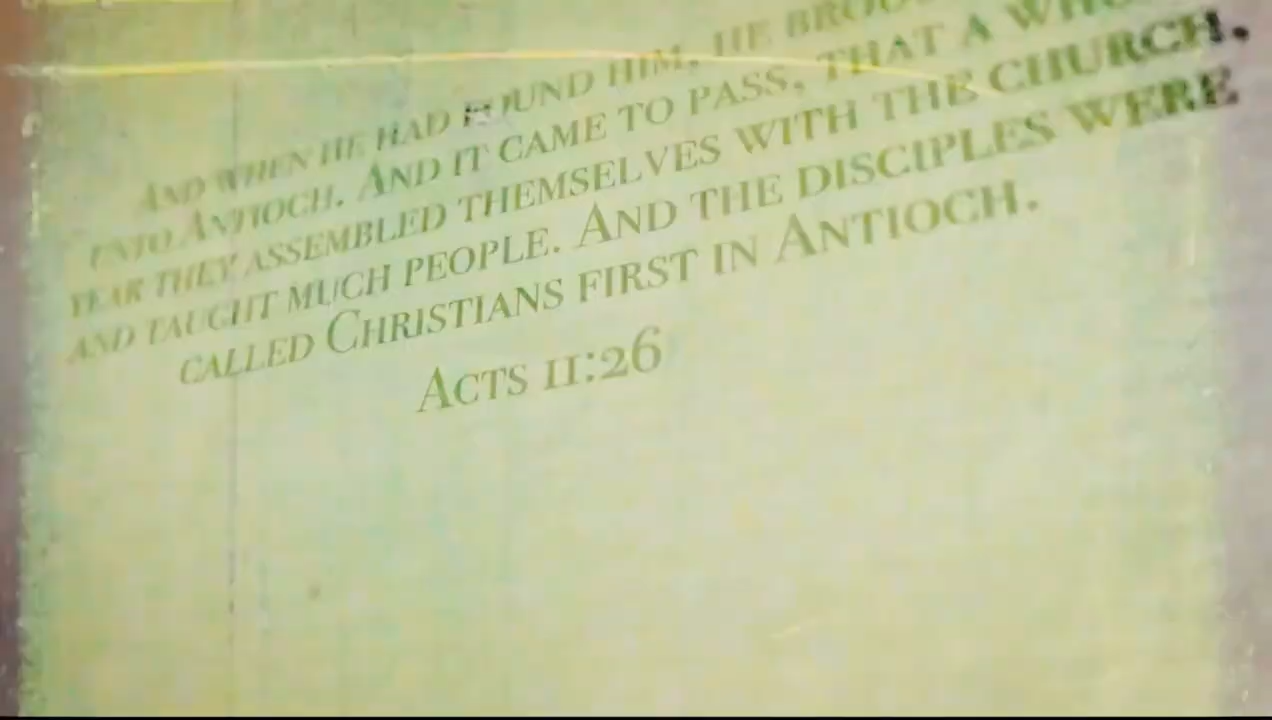 AND WHEN HE HAD FOUND HIM, HE
UNTO ANTIOCH. AND IT CAME TO PASS, THAT A
YEAR THEY ASSEMBLED THEMSELVES WITH THE CHURCH,
AND TAUGHT MUCH PEOPLE. AND THE DISCIPLES WERE
CALLED CHRISTIANS FIRST IN ANTIOCH.
ACTS 11:26